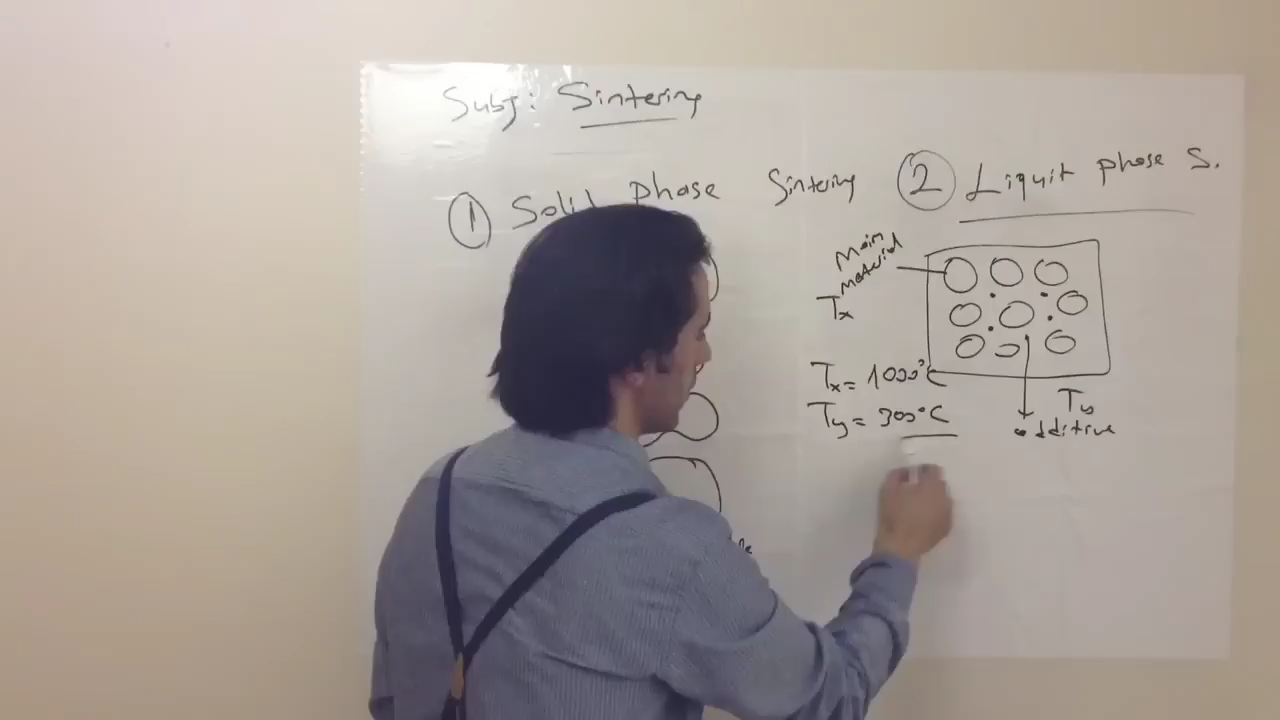 Subj: Sintering
① Solid phase Sintering
② Liquit phase S.
Main
material
Tx
Tx = 1000°C
Ty = 300°C
Ty
additive